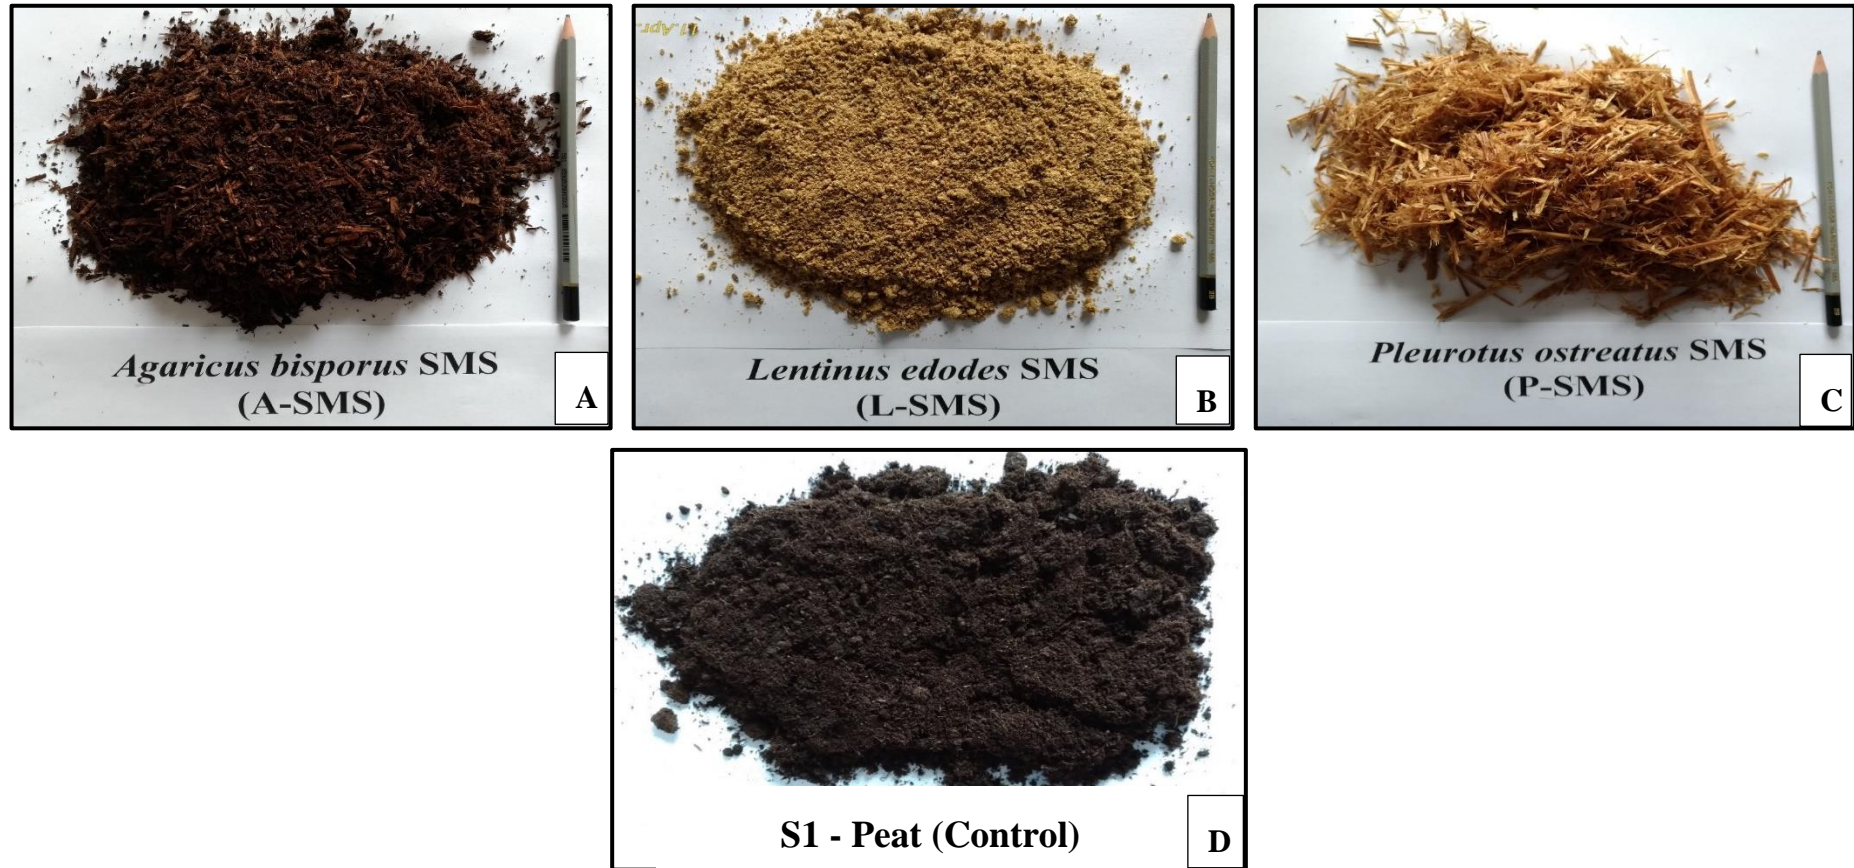 Agaricus bisporus SMS
(A-SMS)
A
Lentinus edodes SMS
(L-SMS)
B
Pleurotus ostreatus SMS
(P-SMS)
C
S1 - Peat (Control)
D